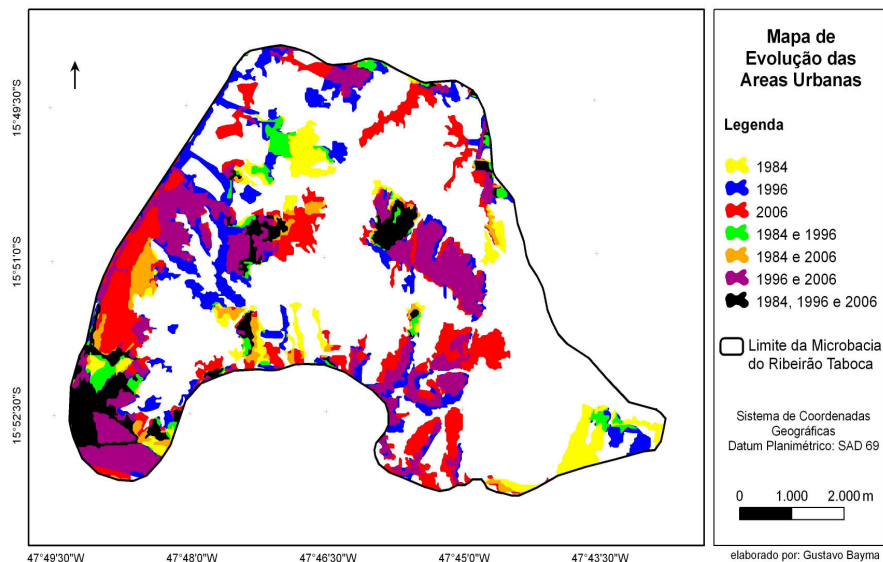 Mapa de
Evolução das
Areas Urbanas
Legenda
1984
1996
2006
1984 e 1996
1984 e 2006
1996 e 2006
1984, 1996 e 2006
Limite da Microbacia
do Ribeirão Taboca
Sistema de Coordenadas
Geográficas
Datum Planimétrico: SAD 69
0 1.000 2.000 m
elaborado por: Gustavo Bayma
15°49'30"S
15°51'0"S
15°52'30"S
47°49'30"W 47°48'0"W 47°46'30"W 47°45'0"W 47°43'30"W